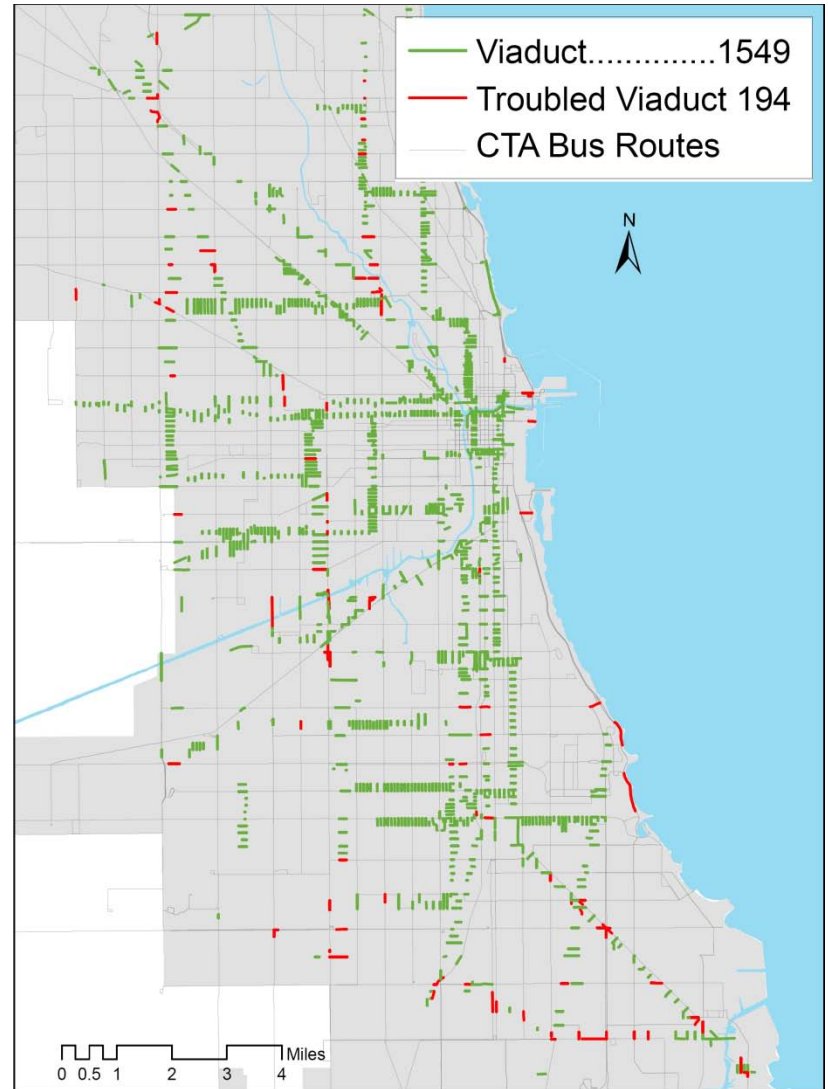 Viaduct..............1549
Troubled Viaduct 194
CTA Bus Routes
N
Miles
0 0.5 1 2 3 4